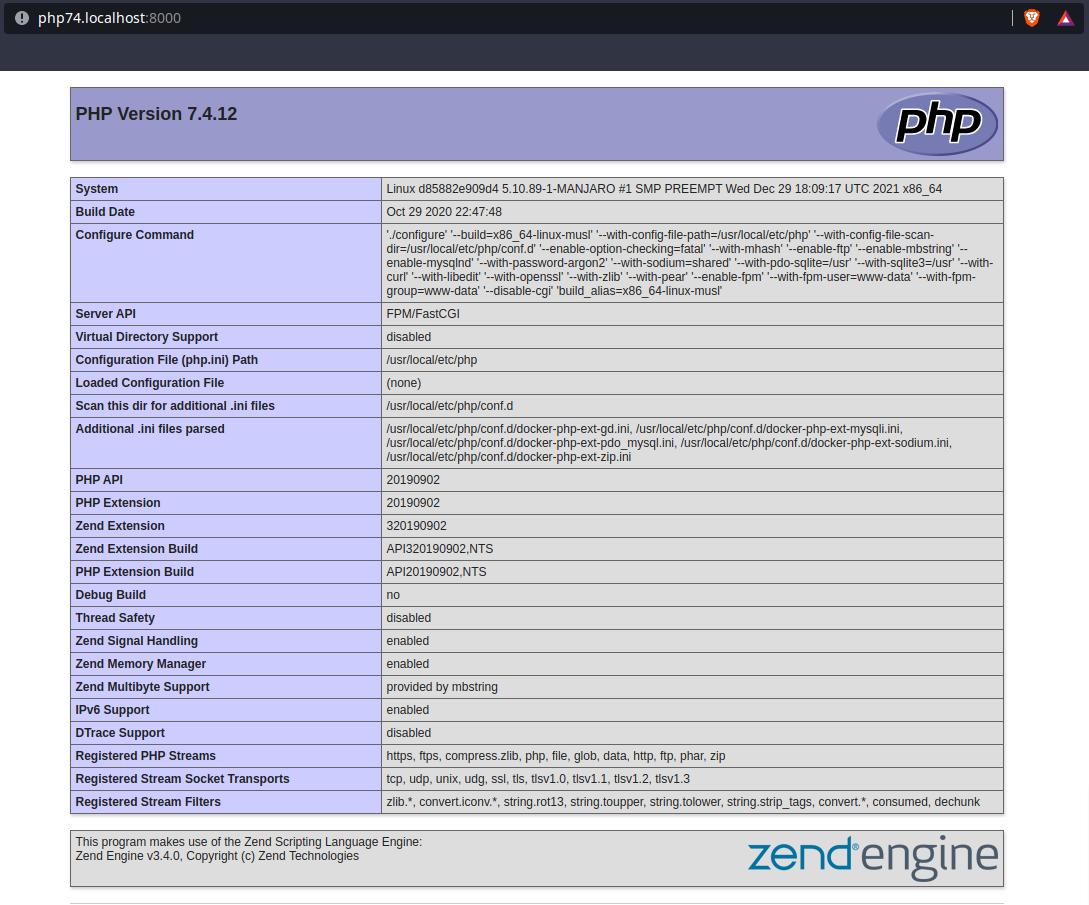 php74.localhost:8000
PHP Version 7.4.12
php
System Linux d85882e909d4 5.10.89-1-MANJARO #1 SMP PREEMPT Wed Dec 29 18:09:17 UTC 2021 x86_64
Build Date Oct 29 2020 22:47:48
Configure Command './configure' '--build=x86_64-linux-musl' '--with-config-file-path=/usr/local/etc/php' '--with-config-file-scan-
dir=/usr/local/etc/php/conf.d' '--enable-option-checking=fatal' '--with-mhash' '--enable-ftp' '--enable-mbstring' '--
enable-mysqlnd' '--with-password-argon2' '--with-sodium=shared' '--with-pdo-sqlite=/usr' '--with-sqlite3=/usr' '--with-
curl' '--with-libedit' '--with-openssl' '--with-zlib' '--with-pear' '--enable-fpm' '--with-fpm-user=www-data' '--with-fpm-
group=www-data' '--disable-cgi' 'build_alias=x86_64-linux-musl'
Server API FPM/FastCGI
Virtual Directory Support disabled
Configuration File (php.ini) Path /usr/local/etc/php
Loaded Configuration File (none)
Scan this dir for additional .ini files /usr/local/etc/php/conf.d
Additional .ini files parsed /usr/local/etc/php/conf.d/docker-php-ext-gd.ini, /usr/local/etc/php/conf.d/docker-php-ext-mysqli.ini,
/usr/local/etc/php/conf.d/docker-php-ext-pdo_mysql.ini, /usr/local/etc/php/conf.d/docker-php-ext-sodium.ini,
/usr/local/etc/php/conf.d/docker-php-ext-zip.ini
PHP API 20190902
PHP Extension 20190902
Zend Extension 320190902
Zend Extension Build API320190902,NTS
PHP Extension Build API20190902,NTS
Debug Build no
Thread Safety disabled
Zend Signal Handling enabled
Zend Memory Manager enabled
Zend Multibyte Support provided by mbstring
IPv6 Support enabled
DTrace Support disabled
Registered PHP Streams https, ftps, compress.zlib, php, file, glob, data, http, ftp, phar, zip
Registered Stream Socket Transports tcp, udp, unix, udg, ssl, tls, tlsv1.0, tlsv1.1, tlsv1.2, tlsv1.3
Registered Stream Filters zlib.*, convert.iconv.*, string.rot13, string.toupper, string.tolower, string.strip_tags, convert.*, consumed, dechunk
This program makes use of the Zend Scripting Language Engine:
Zend Engine v3.4.0, Copyright (c) Zend Technologies
zend® engine